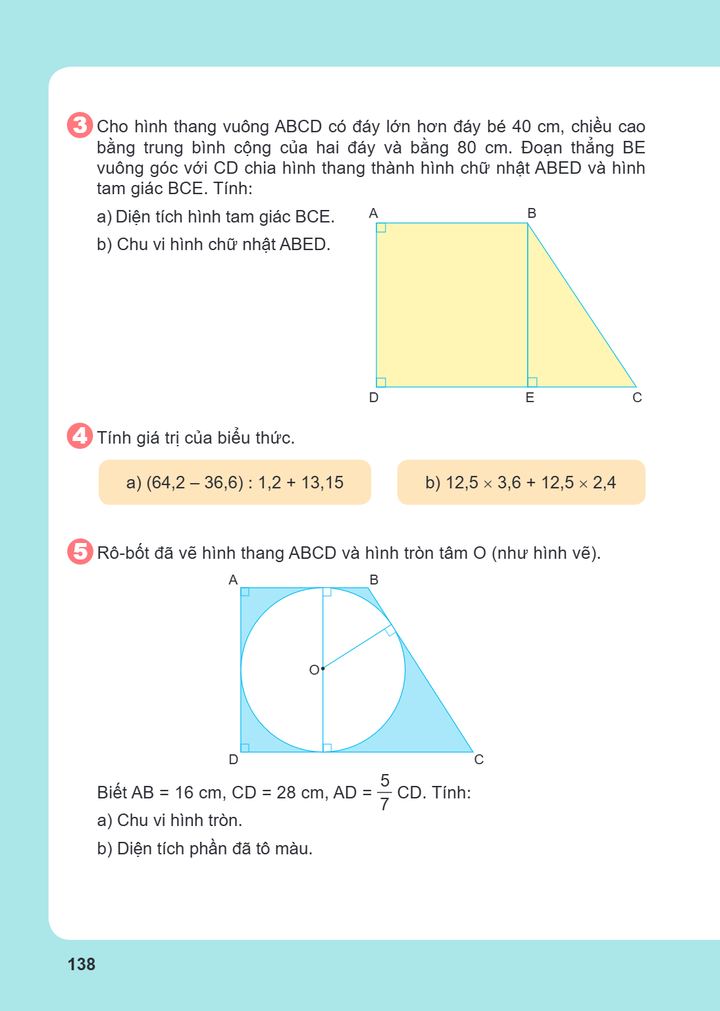 3 Cho hình thang vuông ABCD có đáy lớn hơn đáy bé 40 cm, chiều cao
bằng trung bình cộng của hai đáy và bằng 80 cm. Đoạn thẳng BE
vuông góc với CD chia hình thang thành hình chữ nhật ABED và hình
tam giác BCE. Tính:
a) Diện tích hình tam giác BCE.
b) Chu vi hình chữ nhật ABED.
A B
D E C
4 Tính giá trị của biểu thức.
a) (64,2 – 36,6) : 1,2 + 13,15
b) 12,5 × 3,6 + 12,5 × 2,4
5 Rô-bốt đã vẽ hình thang ABCD và hình tròn tâm O (như hình vẽ).
A B
O
D C
Biết AB = 16 cm, CD = 28 cm, AD = 5/7 CD. Tính:
a) Chu vi hình tròn.
b) Diện tích phần đã tô màu.
138